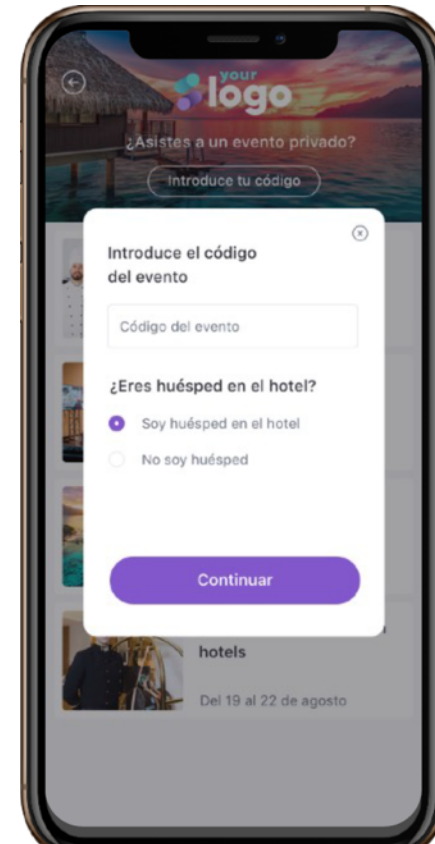 your
logo
¿Asistes a un evento privado?
Introduce tu código
Introduce el código
del evento
Código del evento
¿Eres huésped en el hotel?
Soy huésped en el hotel
No soy huésped
Continuar
hotels
Del 19 al 22 de agosto